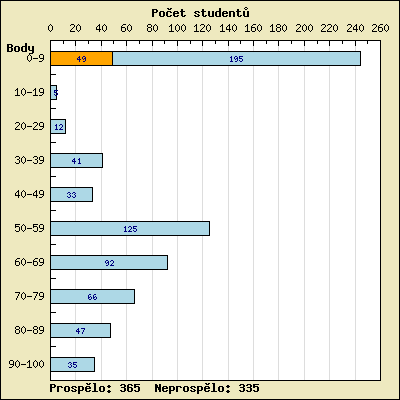 Počet studentů
0 20 40 60 80 100 120 140 160 180 200 220 240 260
Body
0-9 49 195
10-19 5
20-29 12
30-39 41
40-49 33
50-59 125
60-69 92
70-79 66
80-89 47
90-100 35
Prospělo: 365 Neprospělo: 335